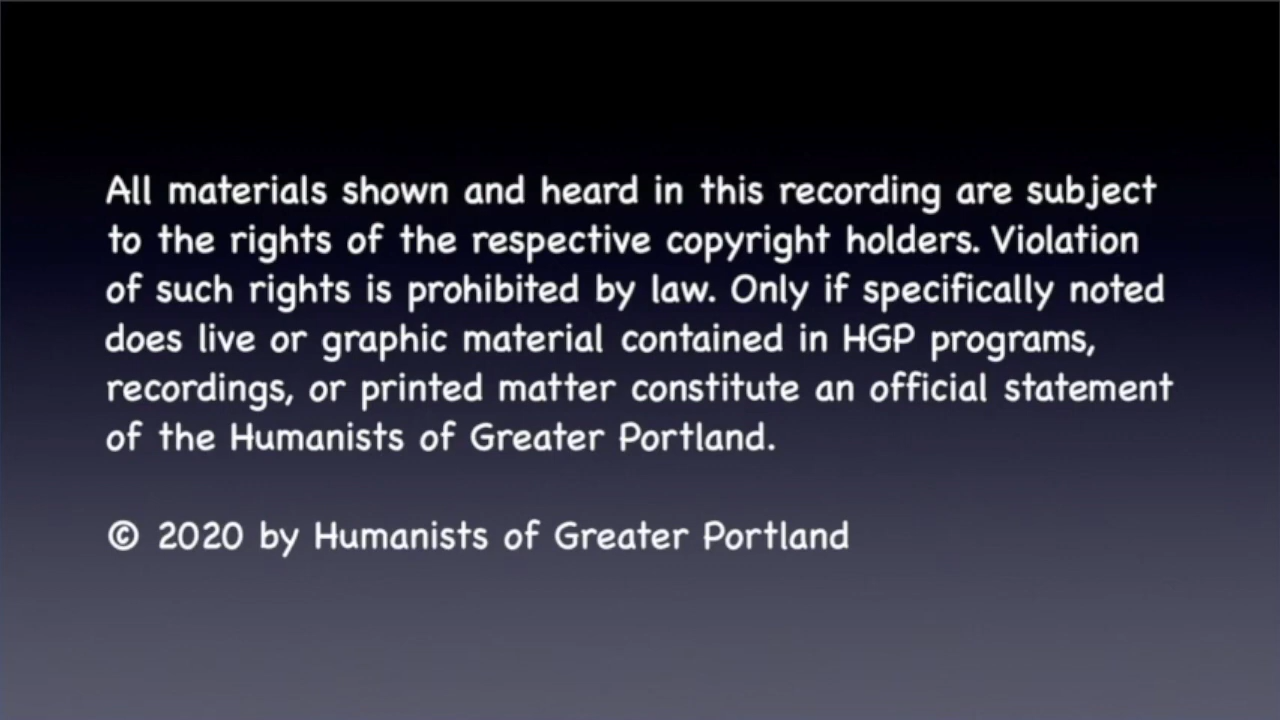 All materials shown and heard in this recording are subject
to the rights of the respective copyright holders. Violation
of such rights is prohibited by law. Only if specifically noted
does live or graphic material contained in HGP programs,
recordings, or printed matter constitute an official statement
of the Humanists of Greater Portland.
© 2020 by Humanists of Greater Portland